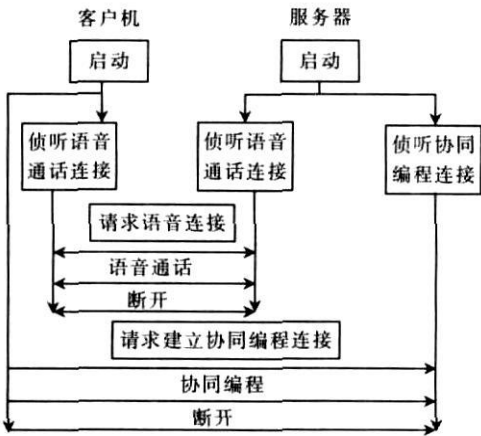 客户机
服务器
启动
启动
侦听语音
通话连接
侦听语音
通话连接
侦听协同
编程连接
请求语音连接
语音通话
断开
请求建立协同编程连接
协同编程
断开